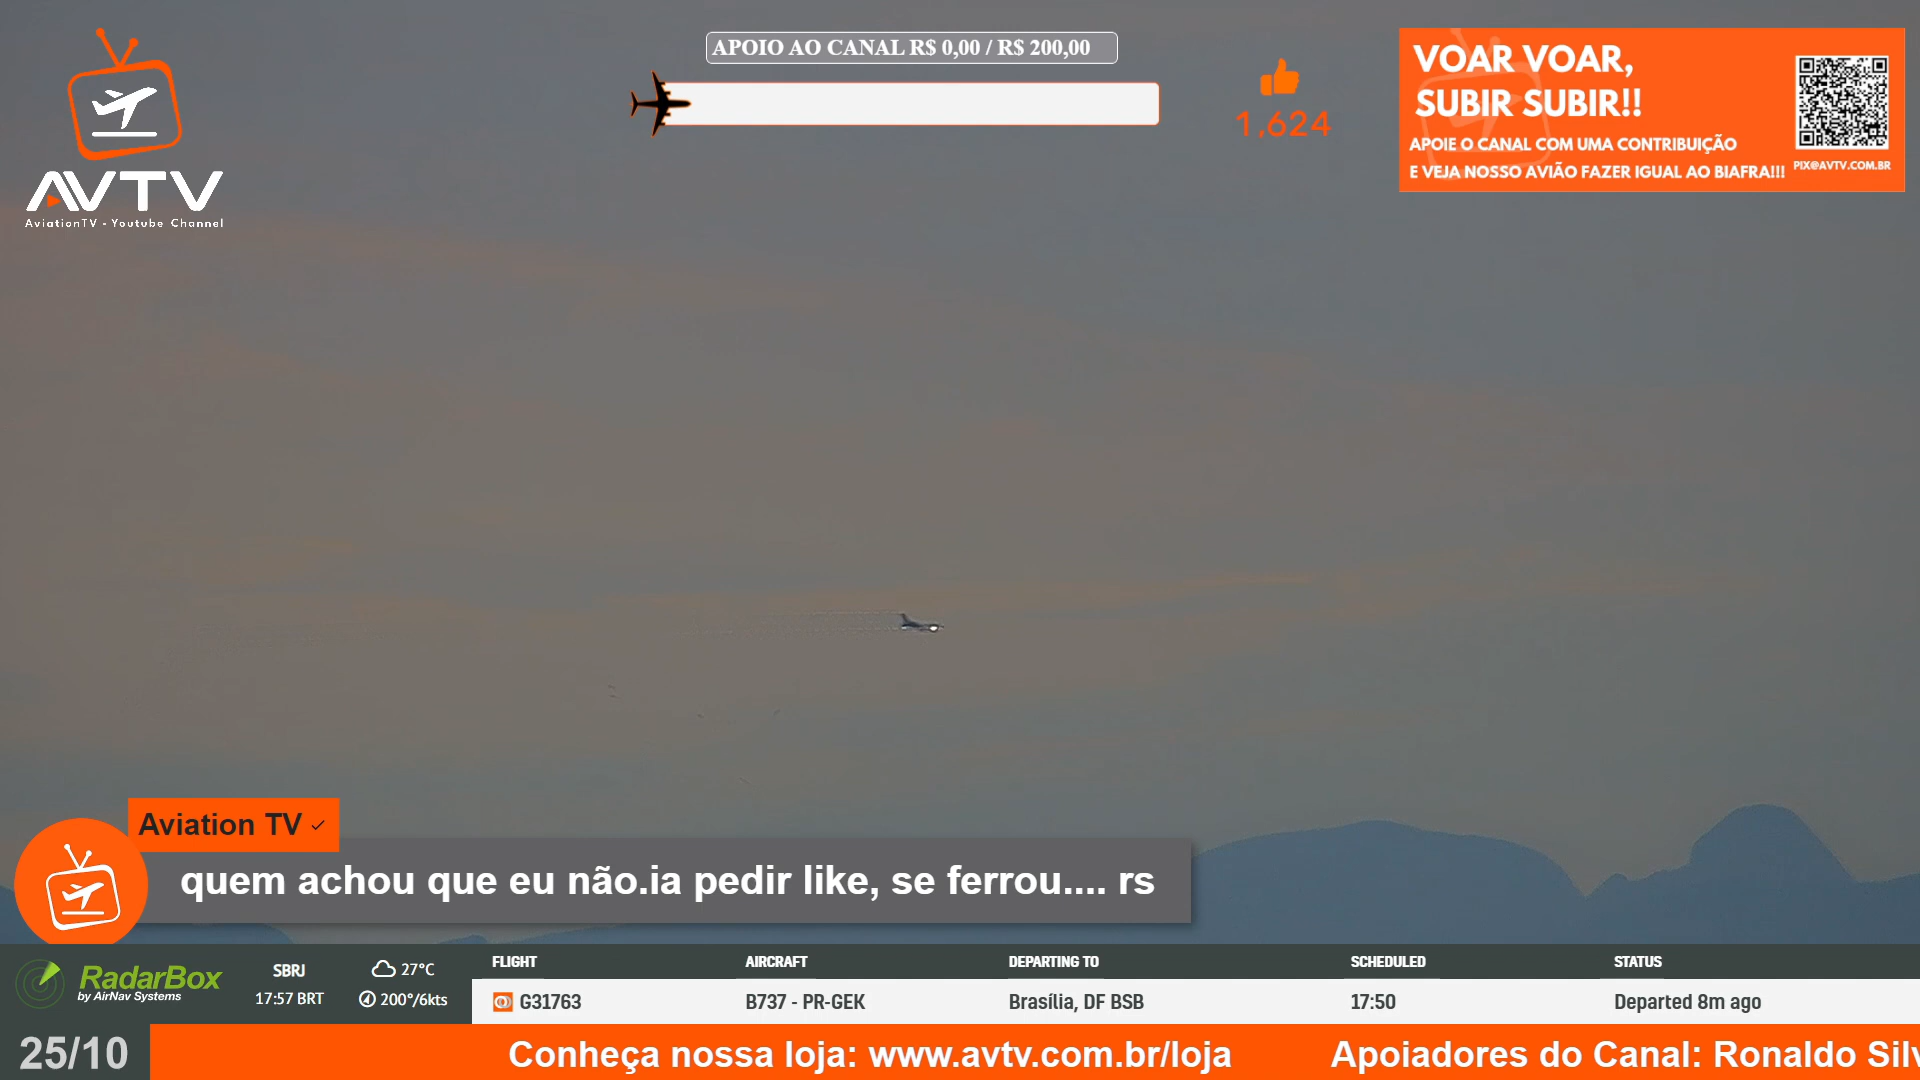 AVTV
AviationTV - Youtube Channel
APOIO AO CANAL R$ 0,00 / R$ 200,00
1,624
VOAR VOAR,
SUBIR SUBIR!!
APOIE O CANAL COM UMA CONTRIBUIÇÃO
E VEJA NOSSO AVIÃO FAZER IGUAL AO BIAFRA!!!
PIX@AVTV.COM.BR
Aviation TV
quem achou que eu não.ia pedir like, se ferrou.... rs
RadarBox
by AirNav Systems
SBRJ
17:57 BRT
27°C
200°/6kts
FLIGHT AIRCRAFT DEPARTING TO SCHEDULED STATUS
G31763 B737 - PR-GEK Brasília, DF BSB 17:50 Departed 8m ago
25/10
Conheça nossa loja: www.avtv.com.br/loja Apoiadores do Canal: Ronaldo Silv